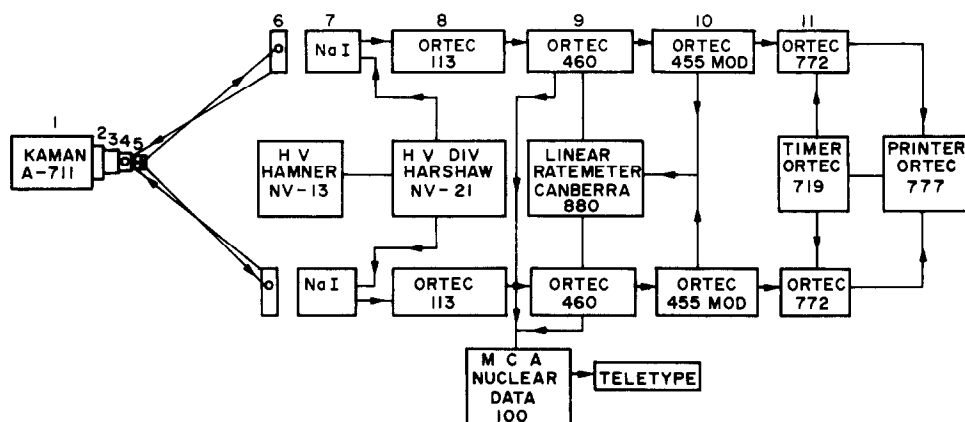 6 7 8 9 10 11
NaI
ORTEC
113
ORTEC
460
ORTEC
455 MOD
ORTEC
772
1
2 3 4 5
KAMAN
A-711
H V
HAMNER
NV-13
H V DIV
HARSHAW
NV-21
LINEAR
RATEMETER
CANBERRA
880
TIMER
ORTEC
719
PRINTER
ORTEC
777
NaI
ORTEC
113
ORTEC
460
ORTEC
455 MOD
ORTEC
772
M C A
NUCLEAR
DATA
100
TELETYPE